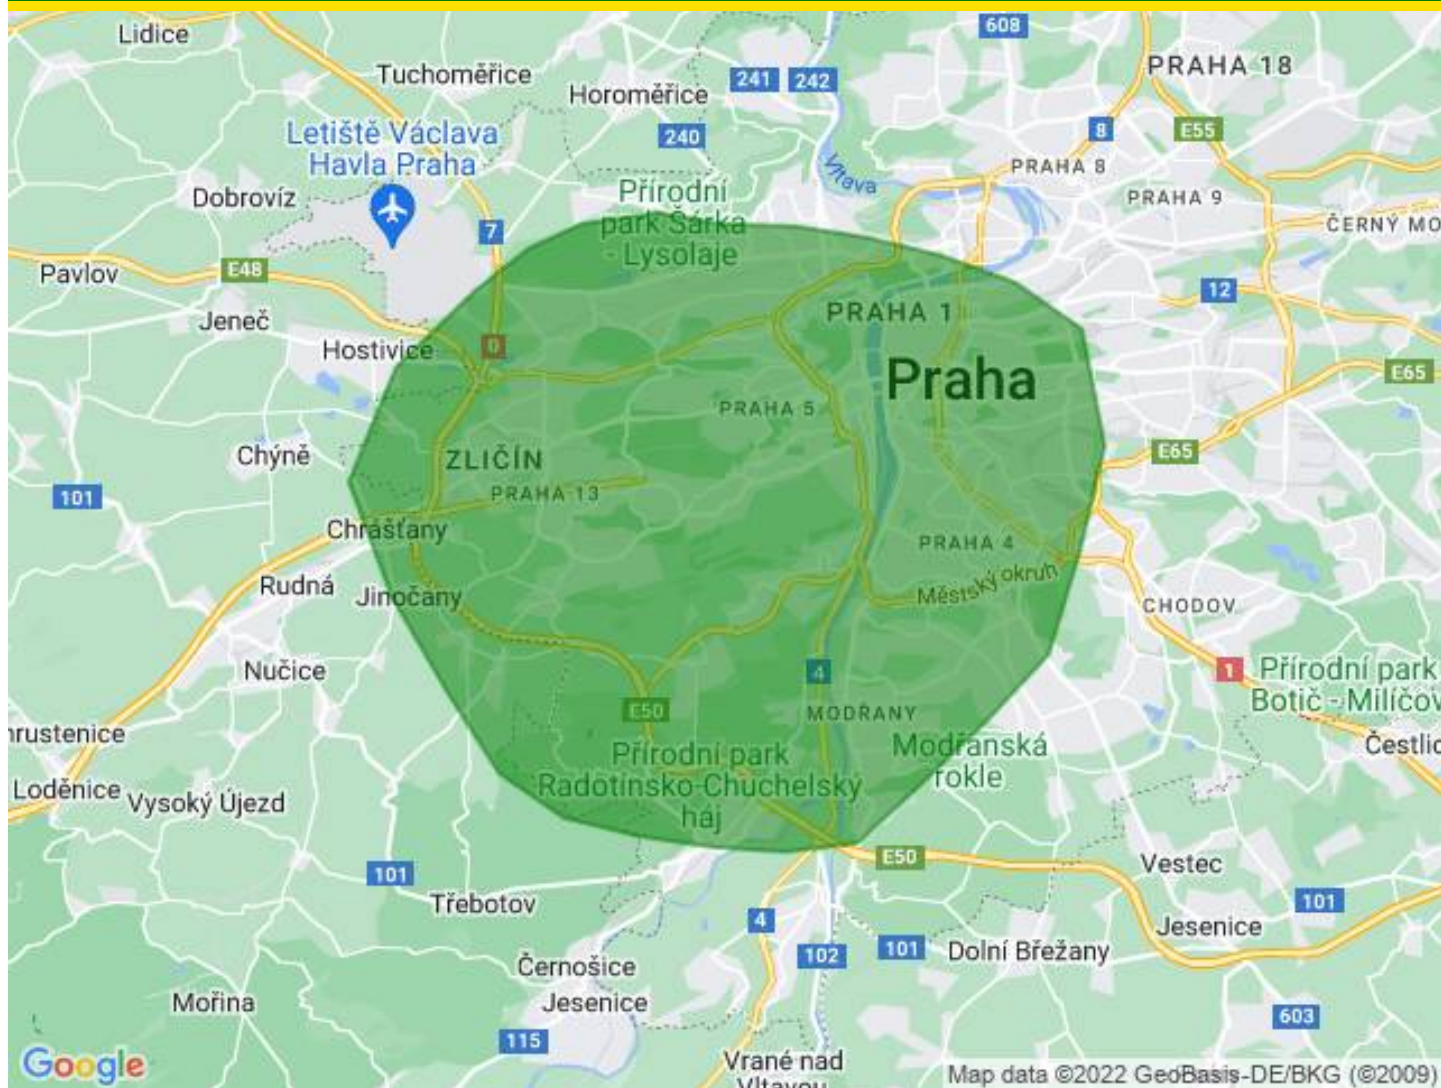 608
Lidice
PRAHA 18
Tuchoměřice
241
242
Horoměřice
Letiště Václava
Havla Praha
240
8
E55
PRAHA 8
Vltava
Dobrovíz
Přírodní
park Šárka
- Lysolaje
PRAHA 9
7
ČERNÝ MO
Pavlov
E48
12
Jeneč
PRAHA 1
Hostivice
0
Praha
E65
PRAHA 5
Chýně
ZLIČÍN
E65
101
PRAHA 13
Chrášťany
PRAHA 4
Rudná
Jinočany
Městský okruh
CHODOV
Nučice
4
1
Přírodní park
Botič - Milíčov
E50
MODŘANY
hrustenice
Modřanská
rokle
Čestlic
Přírodní park
Radotínsko-Chuchelský
háj
Loděnice
Vysoký Újezd
E50
Vestec
101
Třebotov
101
4
Jesenice
102
101
Dolní Břežany
Černošice
Mořina
Jesenice
603
115
Vrané nad
Vltavou
Google
Map data ©2022 GeoBasis-DE/BKG (©2009)